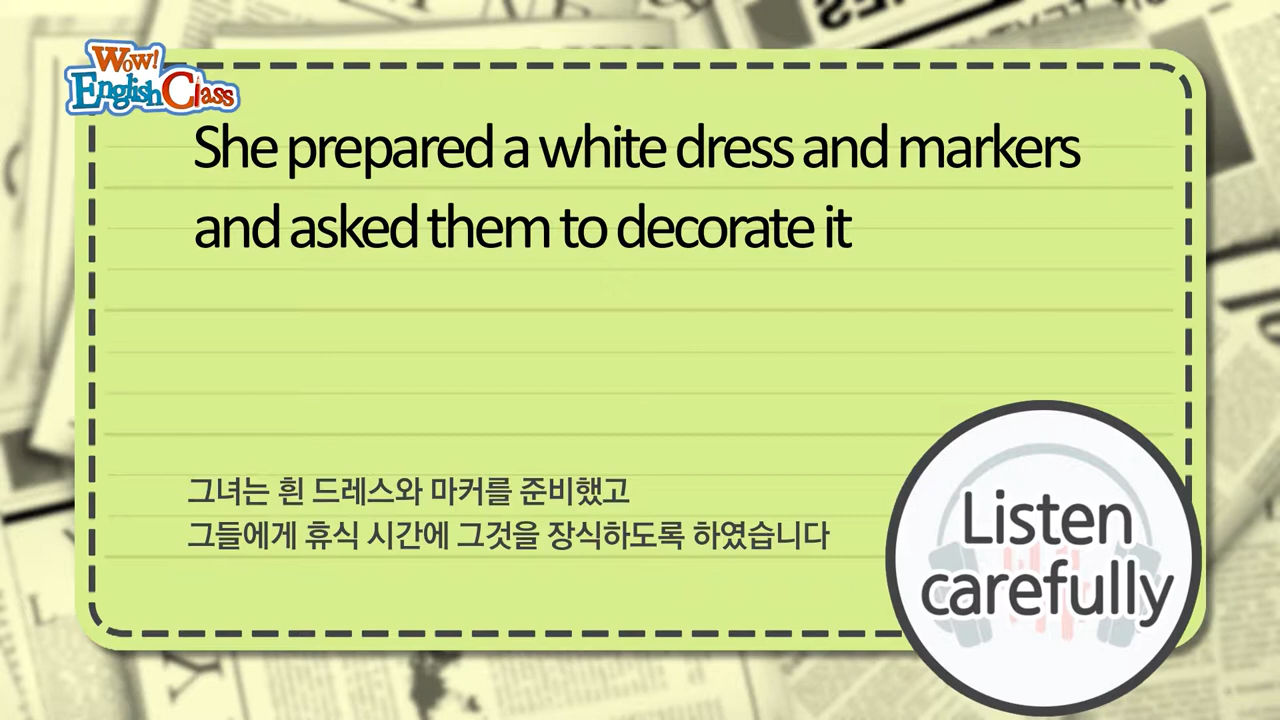 Wow!
English Class
She prepared a white dress and markers
and asked them to decorate it
그녀는 흰 드레스와 마커를 준비했고
그들에게 휴식 시간에 그것을 장식하도록 하였습니다
Listen
carefully